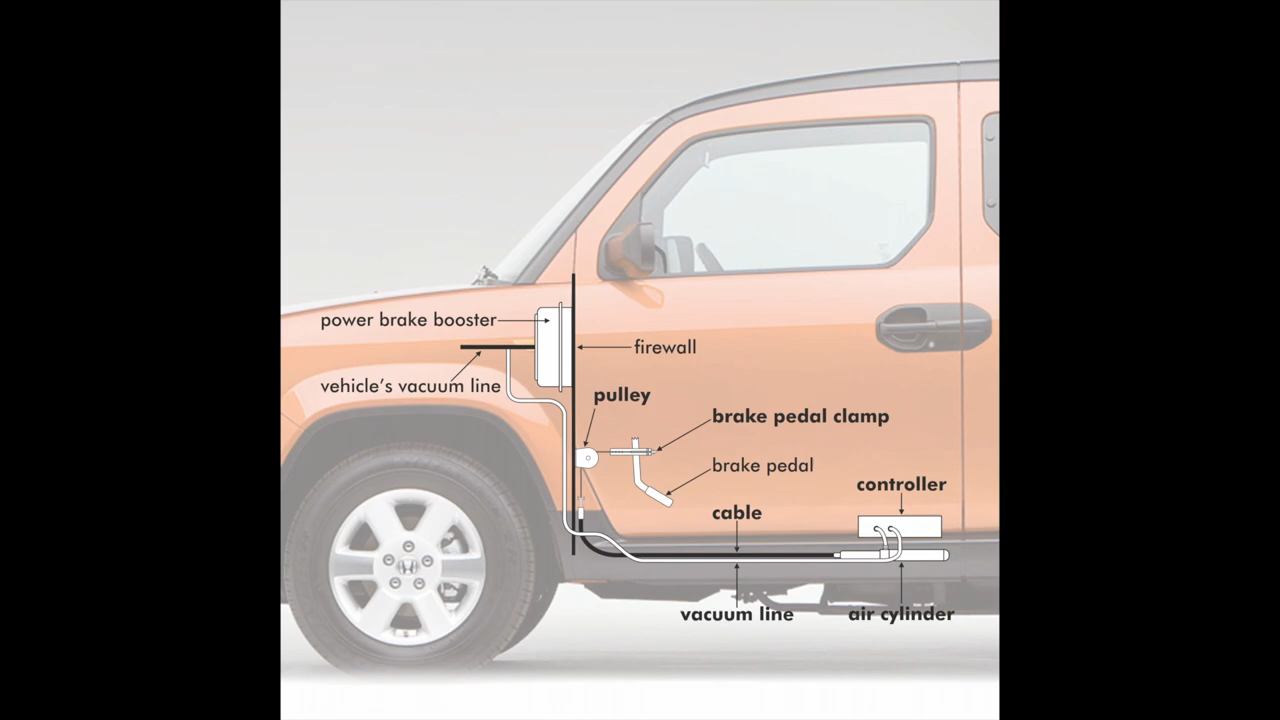 power brake booster
firewall
vehicle's vacuum line
pulley
brake pedal clamp
brake pedal
controller
cable
vacuum line
air cylinder